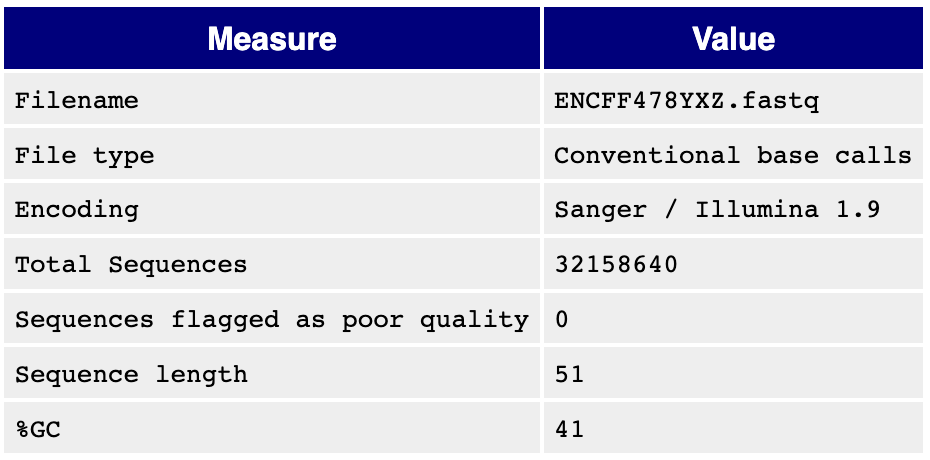 Measure Value
Filename ENCFF478YXZ.fastq
File type Conventional base calls
Encoding Sanger / Illumina 1.9
Total Sequences 32158640
Sequences flagged as poor quality 0
Sequence length 51
%GC 41